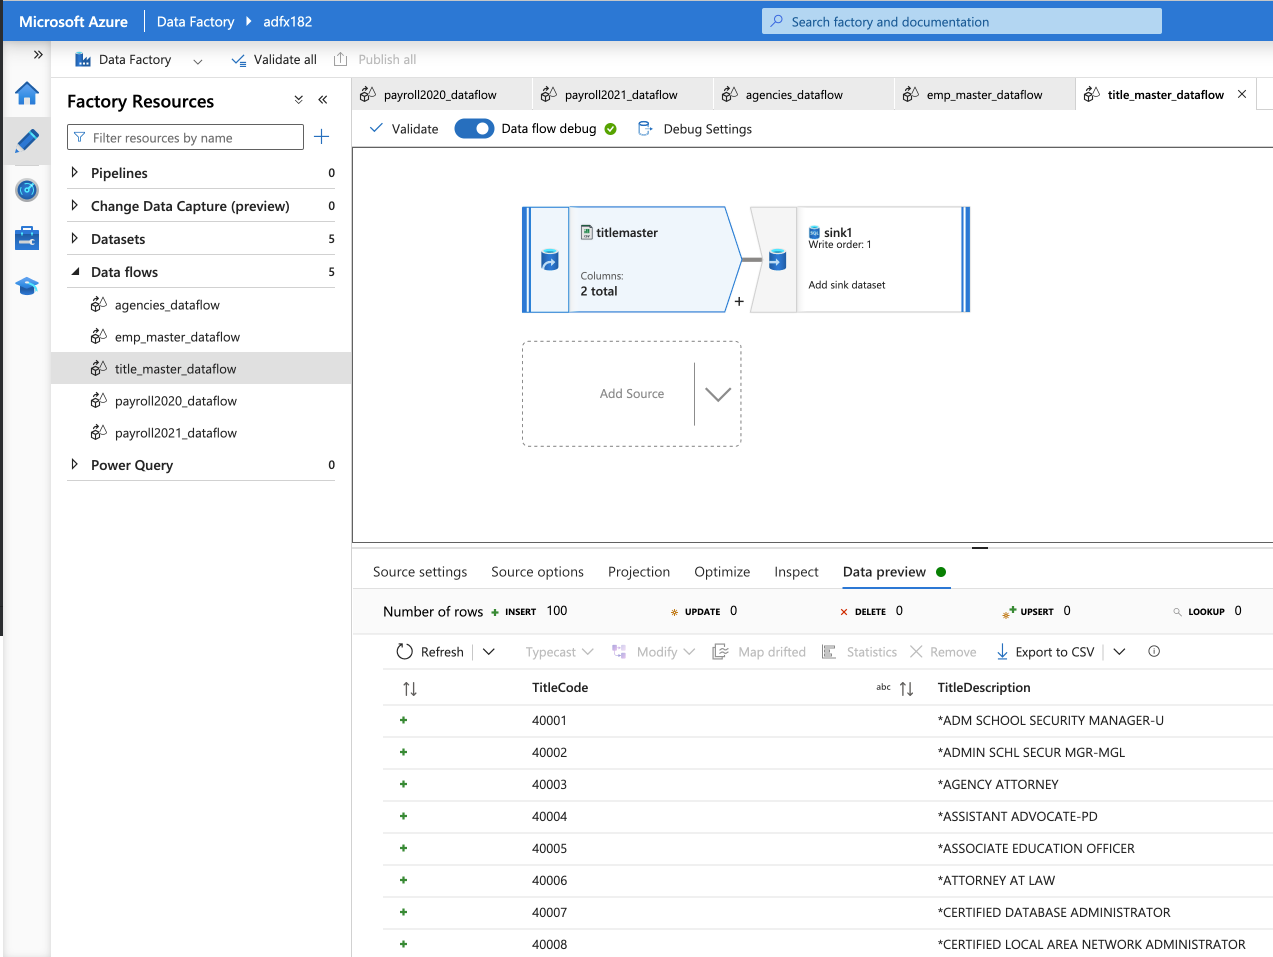 Microsoft Azure Data Factory adfx182 Search factory and documentation
Data Factory Validate all Publish all
Factory Resources
Filter resources by name
Pipelines 0
Change Data Capture (preview) 0
Datasets 5
Data flows 5
agencies_dataflow
emp_master_dataflow
title_master_dataflow
payroll2020_dataflow
payroll2021_dataflow
Power Query 0
payroll2020_dataflow payroll2021_dataflow agencies_dataflow emp_master_dataflow title_master_dataflow
Validate Data flow debug Debug Settings
titlemaster
Columns:
2 total
sink1
Write order: 1
Add sink dataset
Add Source
Source settings Source options Projection Optimize Inspect Data preview
Number of rows INSERT 100 UPDATE 0 DELETE 0 UPSERT 0 LOOKUP 0
Refresh Typecast Modify Map drifted Statistics Remove Export to CSV
TitleCode abc TitleDescription
40001 *ADM SCHOOL SECURITY MANAGER-U
40002 *ADMIN SCHL SECUR MGR-MGL
40003 *AGENCY ATTORNEY
40004 *ASSISTANT ADVOCATE-PD
40005 *ASSOCIATE EDUCATION OFFICER
40006 *ATTORNEY AT LAW
40007 *CERTIFIED DATABASE ADMINISTRATOR
40008 *CERTIFIED LOCAL AREA NETWORK ADMINISTRATOR